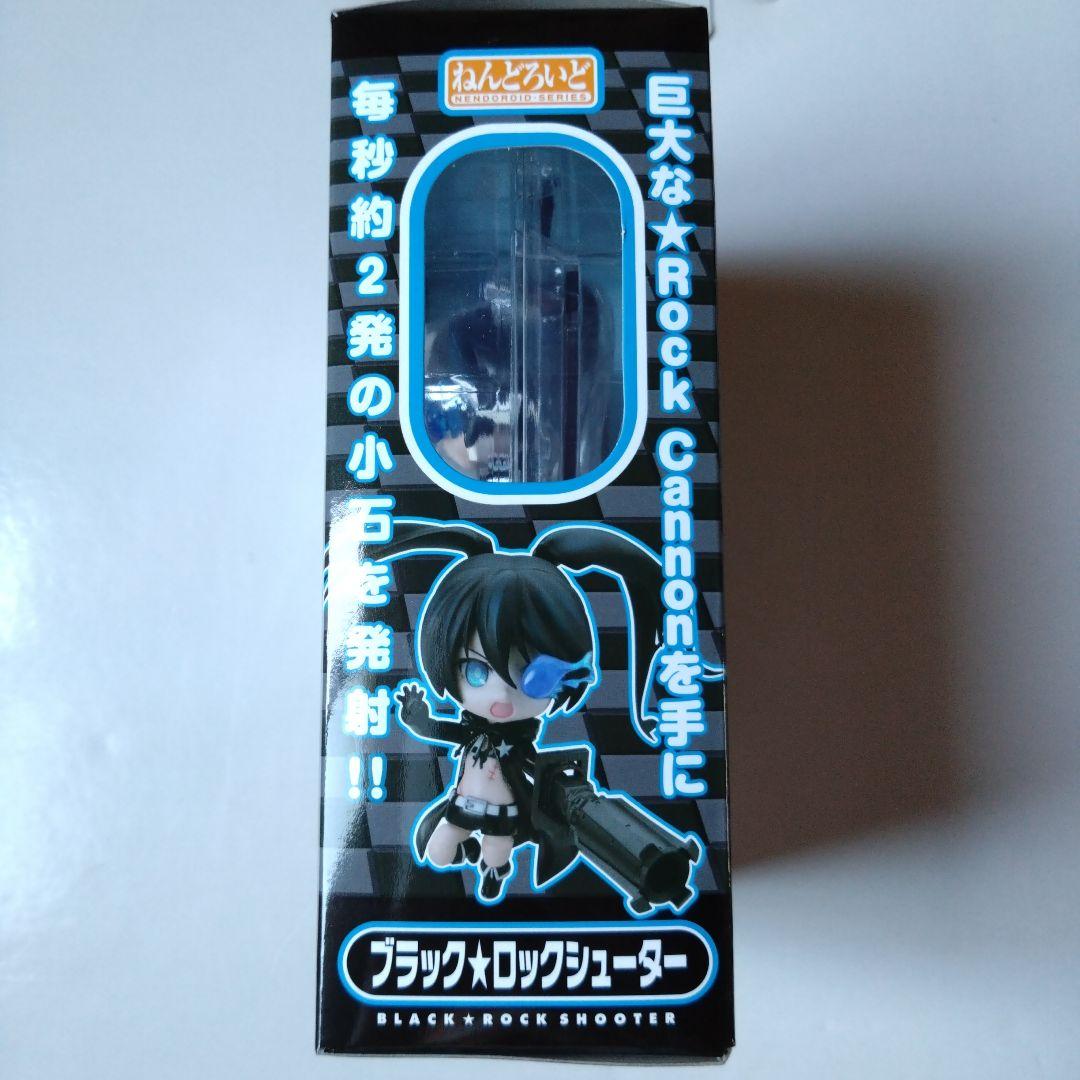 ねんどろいど
NENDOROID・SERIES
巨大な★Rock Cannonを手に
毎秒約2発の小石を発射!!
ブラック★ロックシューター
BLACK★ROCK SHOOTER